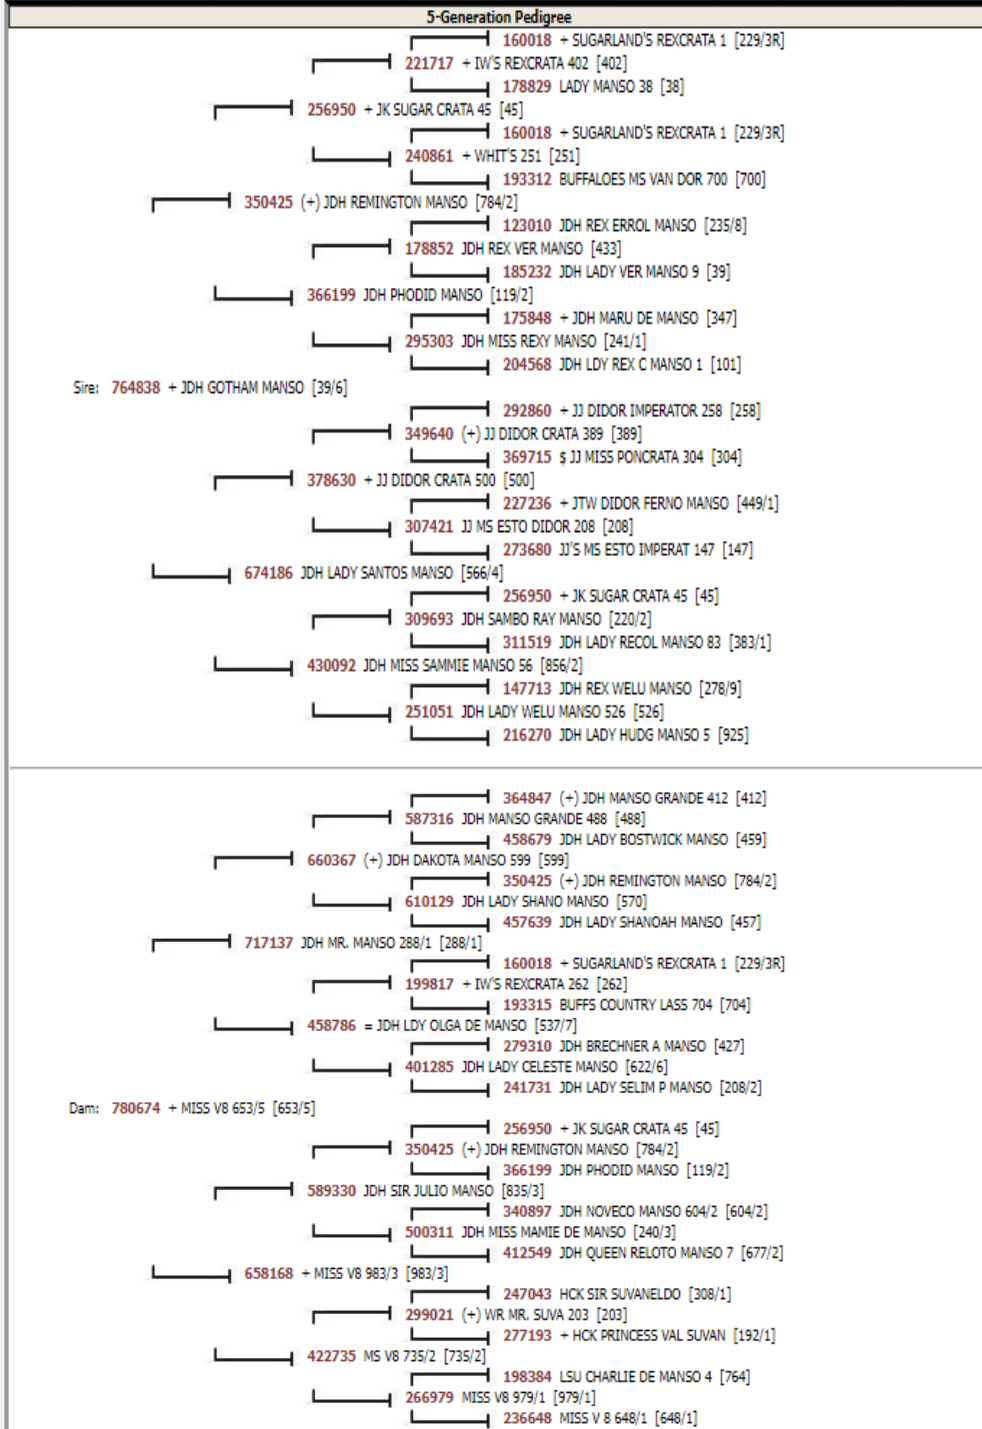 5-Generation Pedigree
160018 + SUGARLAND'S REXCRATA 1 [229/3R]
221717 + IW'S REXCRATA 402 [402]
178829 LADY MANSO 38 [38]
256950 + JK SUGAR CRATA 45 [45]
160018 + SUGARLAND'S REXCRATA 1 [229/3R]
240861 + WHIT'S 251 [251]
193312 BUFFALOES MS VAN DOR 700 [700]
350425 (+) JDH REMINGTON MANSO [784/2]
123010 JDH REX ERROL MANSO [235/8]
178852 JDH REX VER MANSO [433]
185232 JDH LADY VER MANSO 9 [39]
366199 JDH PHODID MANSO [119/2]
175848 + JDH MARU DE MANSO [347]
295303 JDH MISS REXY MANSO [241/1]
204568 JDH LDY REX C MANSO 1 [101]
Sire: 764838 + JDH GOTHAM MANSO [39/6]
292860 + JJ DIDOR IMPERATOR 258 [258]
349640 (+) JJ DIDOR CRATA 389 [389]
369715 $ JJ MISS PONCRATA 304 [304]
378630 + JJ DIDOR CRATA 500 [500]
227236 + JTW DIDOR FERNO MANSO [449/1]
307421 JJ MS ESTO DIDOR 208 [208]
273680 JJ'S MS ESTO IMPERAT 147 [147]
674186 JDH LADY SANTOS MANSO [566/4]
256950 + JK SUGAR CRATA 45 [45]
309693 JDH SAMBO RAY MANSO [220/2]
311519 JDH LADY RECOL MANSO 83 [383/1]
430092 JDH MISS SAMMIE MANSO 56 [856/2]
147713 JDH REX WELU MANSO [278/9]
251051 JDH LADY WELU MANSO 526 [526]
216270 JDH LADY HUDG MANSO 5 [925]
364847 (+) JDH MANSO GRANDE 412 [412]
587316 JDH MANSO GRANDE 488 [488]
458679 JDH LADY BOSTWICK MANSO [459]
660367 (+) JDH DAKOTA MANSO 599 [599]
350425 (+) JDH REMINGTON MANSO [784/2]
610129 JDH LADY SHANO MANSO [570]
457639 JDH LADY SHANOAH MANSO [457]
717137 JDH MR. MANSO 288/1 [288/1]
160018 + SUGARLAND'S REXCRATA 1 [229/3R]
199817 + IW'S REXCRATA 262 [262]
193315 BUFFS COUNTRY LASS 704 [704]
458786 = JDH LDY OLGA DE MANSO [537/7]
279310 JDH BRECHNER A MANSO [427]
401285 JDH LADY CELESTE MANSO [622/6]
241731 JDH LADY SELIM P MANSO [208/2]
Dam: 780674 + MISS V8 653/5 [653/5]
256950 + JK SUGAR CRATA 45 [45]
350425 (+) JDH REMINGTON MANSO [784/2]
366199 JDH PHODID MANSO [119/2]
589330 JDH SIR JULIO MANSO [835/3]
340897 JDH NOVECO MANSO 604/2 [604/2]
500311 JDH MISS MAMIE DE MANSO [240/3]
412549 JDH QUEEN RELOTO MANSO 7 [677/2]
658168 + MISS V8 983/3 [983/3]
247043 HCK SIR SUVANELDO [308/1]
299021 (+) WR MR. SUVA 203 [203]
277193 + HCK PRINCESS VAL SUVAN [192/1]
422735 MS V8 735/2 [735/2]
198384 LSU CHARLIE DE MANSO 4 [764]
266979 MISS V8 979/1 [979/1]
236648 MISS V 8 648/1 [648/1]